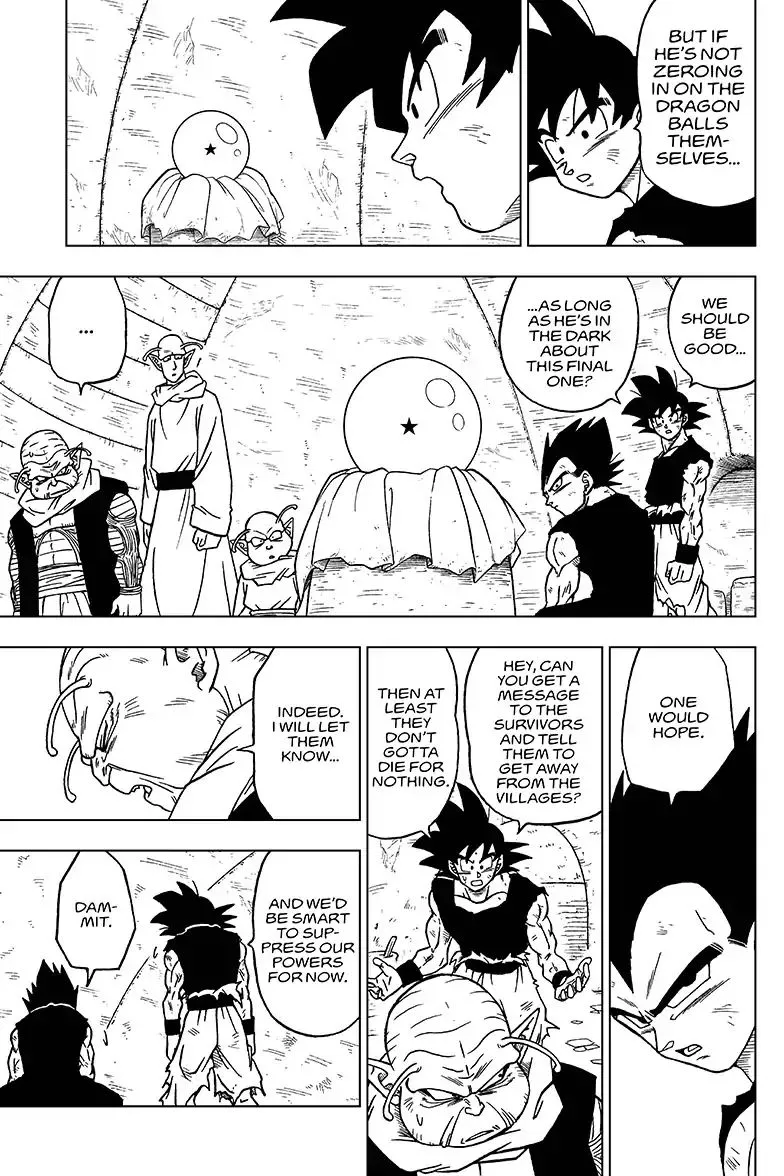 BUT IF
HE'S NOT
ZEROING
IN ON THE
DRAGON
BALLS
THEM-
SELVES...
WE
SHOULD
BE
GOOD...
...AS LONG
AS HE'S IN
THE DARK
ABOUT
THIS FINAL
ONE?
...
ONE
WOULD
HOPE.
HEY, CAN
YOU GET A
MESSAGE
TO THE
SURVIVORS
AND TELL
THEM TO
GET AWAY
FROM THE
VILLAGES?
THEN AT
LEAST
THEY
DON'T
GOTTA
DIE FOR
NOTHING.
INDEED.
I WILL LET
THEM
KNOW...
AND WE'D
BE SMART
TO SUP-
PRESS OUR
POWERS
FOR NOW.
DAM-
MIT.